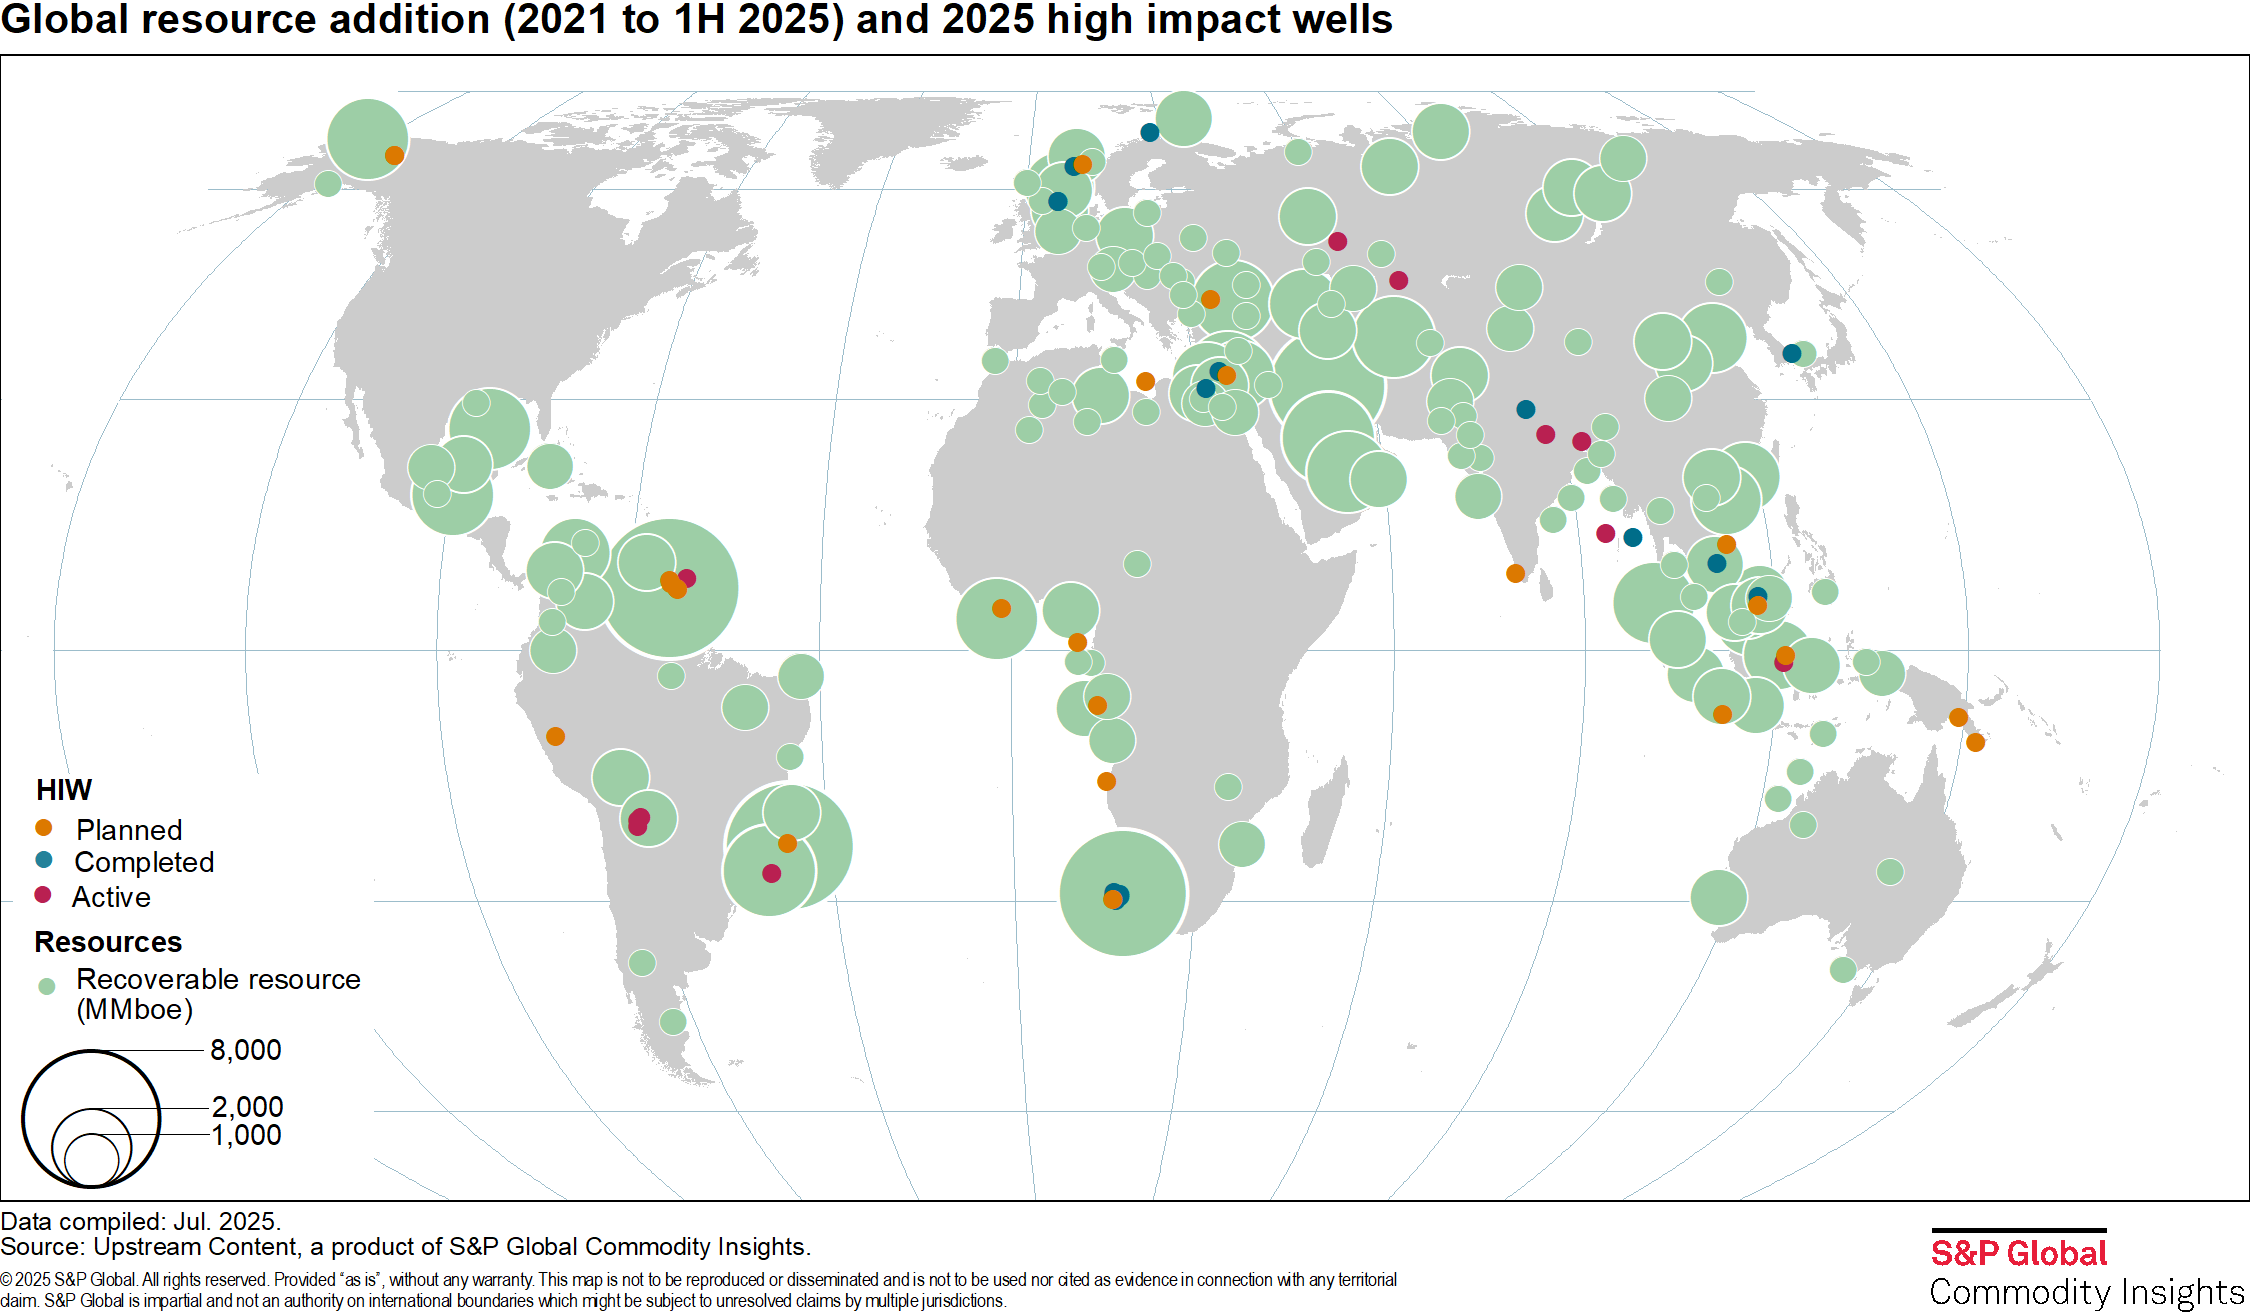 Global resource addition (2021 to 1H 2025) and 2025 high impact wells
HIW
Planned
Completed
Active
Resources
Recoverable resource
(MMboe)
8,000
2,000
1,000
Data compiled: Jul. 2025.
Source: Upstream Content, a product of S&P Global Commodity Insights.
© 2025 S&P Global. All rights reserved. Provided “as is”, without any warranty. This map is not to be reproduced or disseminated and is not to be used nor cited as evidence in connection with any territorial
claim. S&P Global is impartial and not an authority on international boundaries which might be subject to unresolved claims by multiple jurisdictions.
S&P Global
Commodity Insights